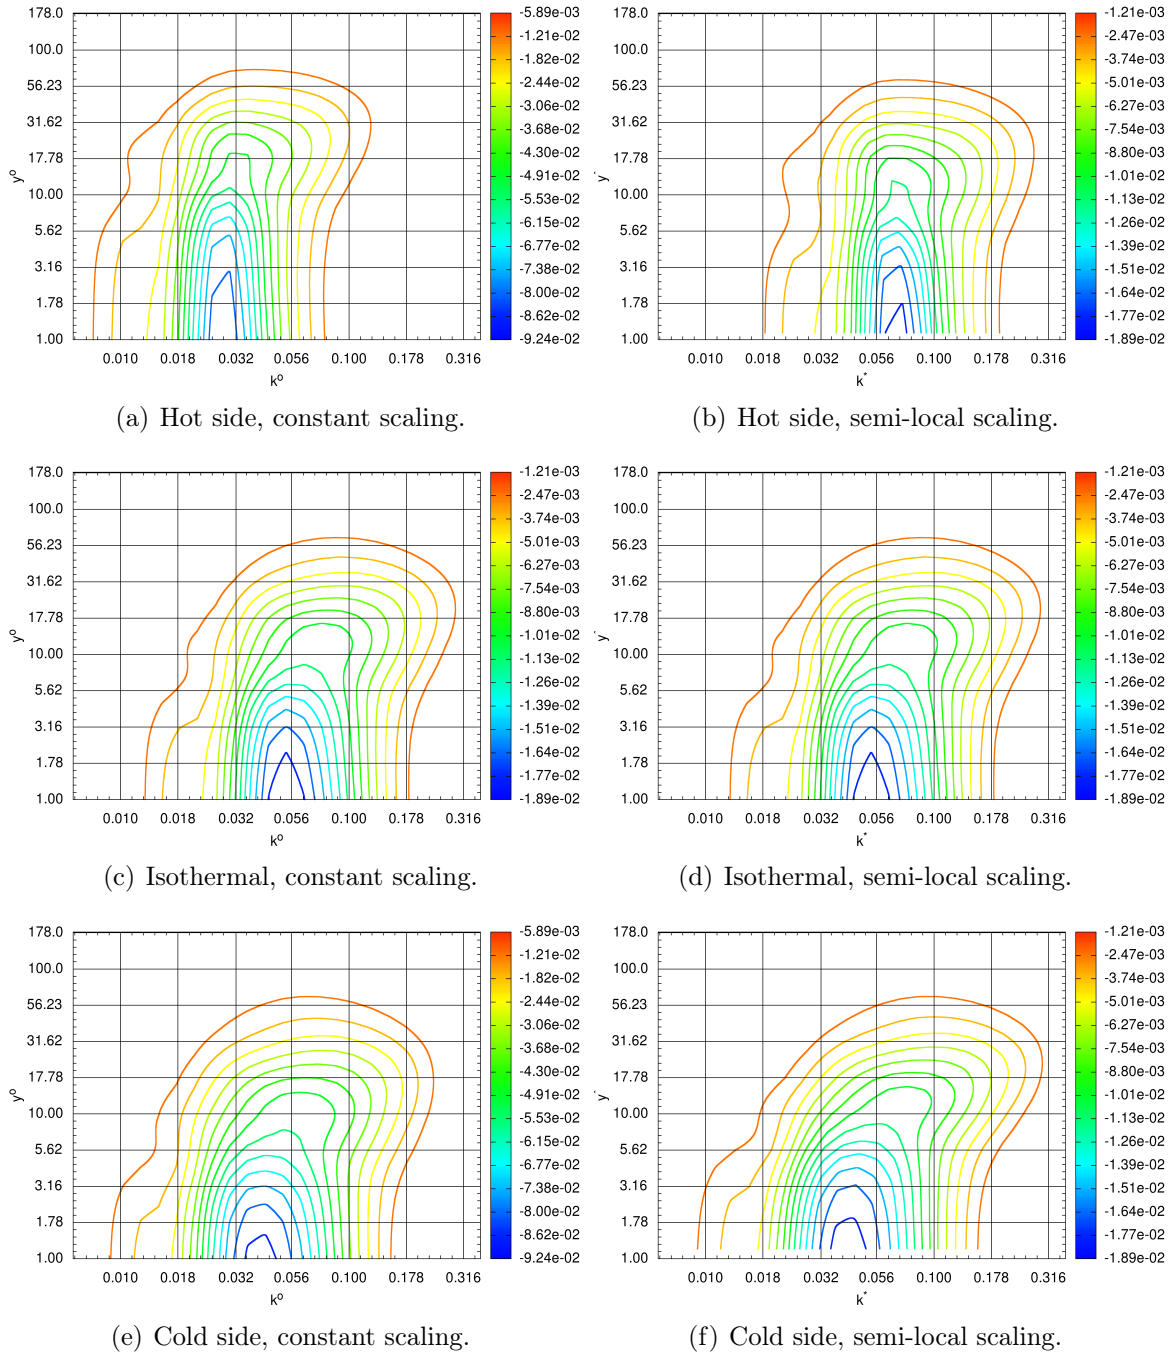 178.0
100.0
56.23
31.62
17.78
10.00
5.62
3.16
1.78
1.00
y°
0.010 0.018 0.032 0.056 0.100 0.178 0.316
k°
-5.89e-03
-1.21e-02
-1.82e-02
-2.44e-02
-3.06e-02
-3.68e-02
-4.30e-02
-4.91e-02
-5.53e-02
-6.15e-02
-6.77e-02
-7.38e-02
-8.00e-02
-8.62e-02
-9.24e-02
(a) Hot side, constant scaling.
178.0
100.0
56.23
31.62
17.78
10.00
5.62
3.16
1.78
1.00
y*
0.010 0.018 0.032 0.056 0.100 0.178 0.316
k*
-1.21e-03
-2.47e-03
-3.74e-03
-5.01e-03
-6.27e-03
-7.54e-03
-8.80e-03
-1.01e-02
-1.13e-02
-1.26e-02
-1.39e-02
-1.51e-02
-1.64e-02
-1.77e-02
-1.89e-02
(b) Hot side, semi-local scaling.
178.0
100.0
56.23
31.62
17.78
10.00
5.62
3.16
1.78
1.00
y°
0.010 0.018 0.032 0.056 0.100 0.178 0.316
k°
-1.21e-03
-2.47e-03
-3.74e-03
-5.01e-03
-6.27e-03
-7.54e-03
-8.80e-03
-1.01e-02
-1.13e-02
-1.26e-02
-1.39e-02
-1.51e-02
-1.64e-02
-1.77e-02
-1.89e-02
(c) Isothermal, constant scaling.
178.0
100.0
56.23
31.62
17.78
10.00
5.62
3.16
1.78
1.00
y*
0.010 0.018 0.032 0.056 0.100 0.178 0.316
k*
-1.21e-03
-2.47e-03
-3.74e-03
-5.01e-03
-6.27e-03
-7.54e-03
-8.80e-03
-1.01e-02
-1.13e-02
-1.26e-02
-1.39e-02
-1.51e-02
-1.64e-02
-1.77e-02
-1.89e-02
(d) Isothermal, semi-local scaling.
178.0
100.0
56.23
31.62
17.78
10.00
5.62
3.16
1.78
1.00
y°
0.010 0.018 0.032 0.056 0.100 0.178 0.316
k°
-5.89e-03
-1.21e-02
-1.82e-02
-2.44e-02
-3.06e-02
-3.68e-02
-4.30e-02
-4.91e-02
-5.53e-02
-6.15e-02
-6.77e-02
-7.38e-02
-8.00e-02
-8.62e-02
-9.24e-02
(e) Cold side, constant scaling.
178.0
100.0
56.23
31.62
17.78
10.00
5.62
3.16
1.78
1.00
y*
0.010 0.018 0.032 0.056 0.100 0.178 0.316
k*
-1.21e-03
-2.47e-03
-3.74e-03
-5.01e-03
-6.27e-03
-7.54e-03
-8.80e-03
-1.01e-02
-1.13e-02
-1.26e-02
-1.39e-02
-1.51e-02
-1.64e-02
-1.77e-02
-1.89e-02
(f) Cold side, semi-local scaling.